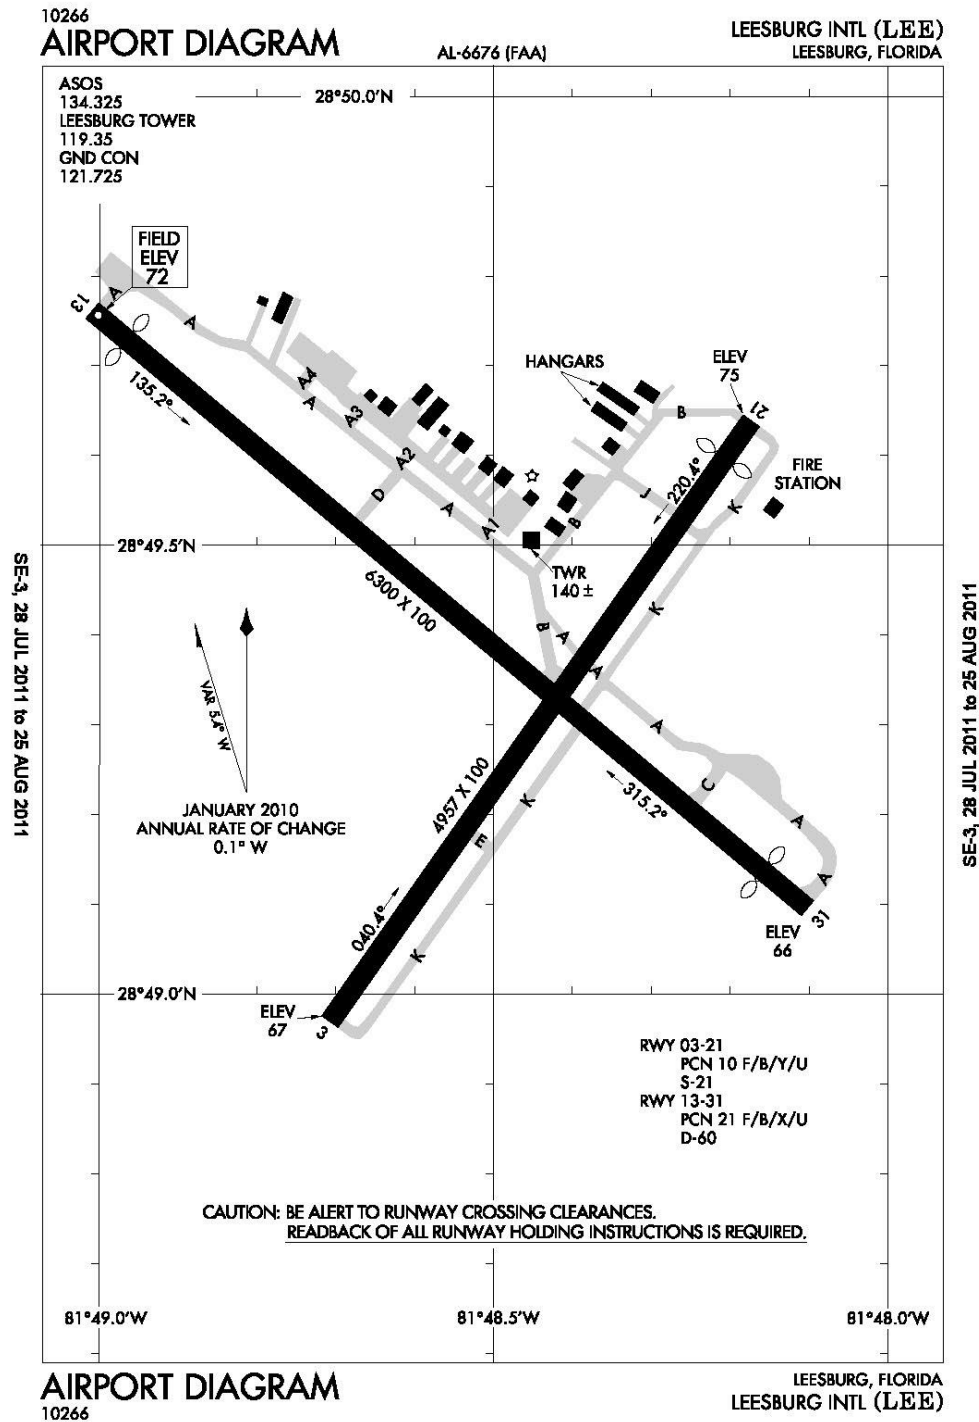 10266
AIRPORT DIAGRAM
AL-6676 (FAA)
LEESBURG INTL (LEE)
LEESBURG, FLORIDA
ASOS
134.325
LEESBURG TOWER
119.35
GND CON
121.725
28°50.0'N
FIELD
ELEV
72
13
A
A
135.2°
A4
A
A3
A2
D
A
A1
HANGARS
ELEV
75
21
B
220.4°
J
K
FIRE
STATION
B
28°49.5'N
TWR
140 ±
6300 X 100
B
A
A
K
VAR 5.4° W
JANUARY 2010
ANNUAL RATE OF CHANGE
0.1° W
A
C
315.2°
A
A
31
ELEV
66
4957 X 100
K
E
040.4°
K
28°49.0'N
ELEV
67
3
RWY 03-21
PCN 10 F/B/Y/U
S-21
RWY 13-31
PCN 21 F/B/X/U
D-60
CAUTION: BE ALERT TO RUNWAY CROSSING CLEARANCES.
READBACK OF ALL RUNWAY HOLDING INSTRUCTIONS IS REQUIRED.
81°49.0'W
81°48.5'W
81°48.0'W
SE-3, 28 JUL 2011 to 25 AUG 2011
SE-3, 28 JUL 2011 to 25 AUG 2011
AIRPORT DIAGRAM
10266
LEESBURG, FLORIDA
LEESBURG INTL (LEE)